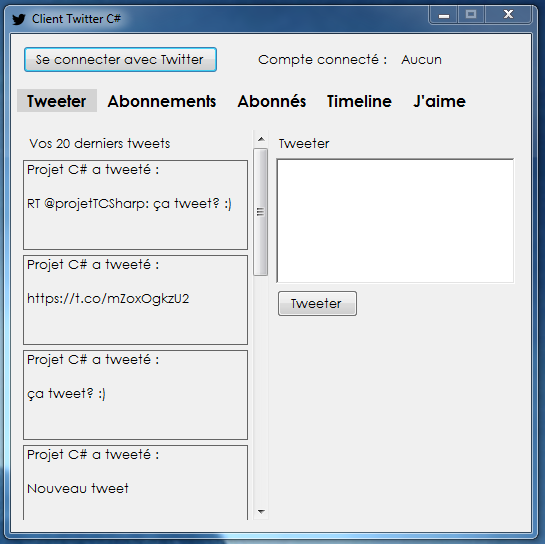 Client Twitter C#
Se connecter avec Twitter
Compte connecté : Aucun
Tweeter Abonnements Abonnés Timeline J'aime
Vos 20 derniers tweets
Projet C# a tweeté :
RT @projetTCSharp: ça tweet? :)
Projet C# a tweeté :
https://t.co/mZoxOgkzU2
Projet C# a tweeté :
ça tweet? :)
Projet C# a tweeté :
Nouveau tweet
Tweeter
Tweeter